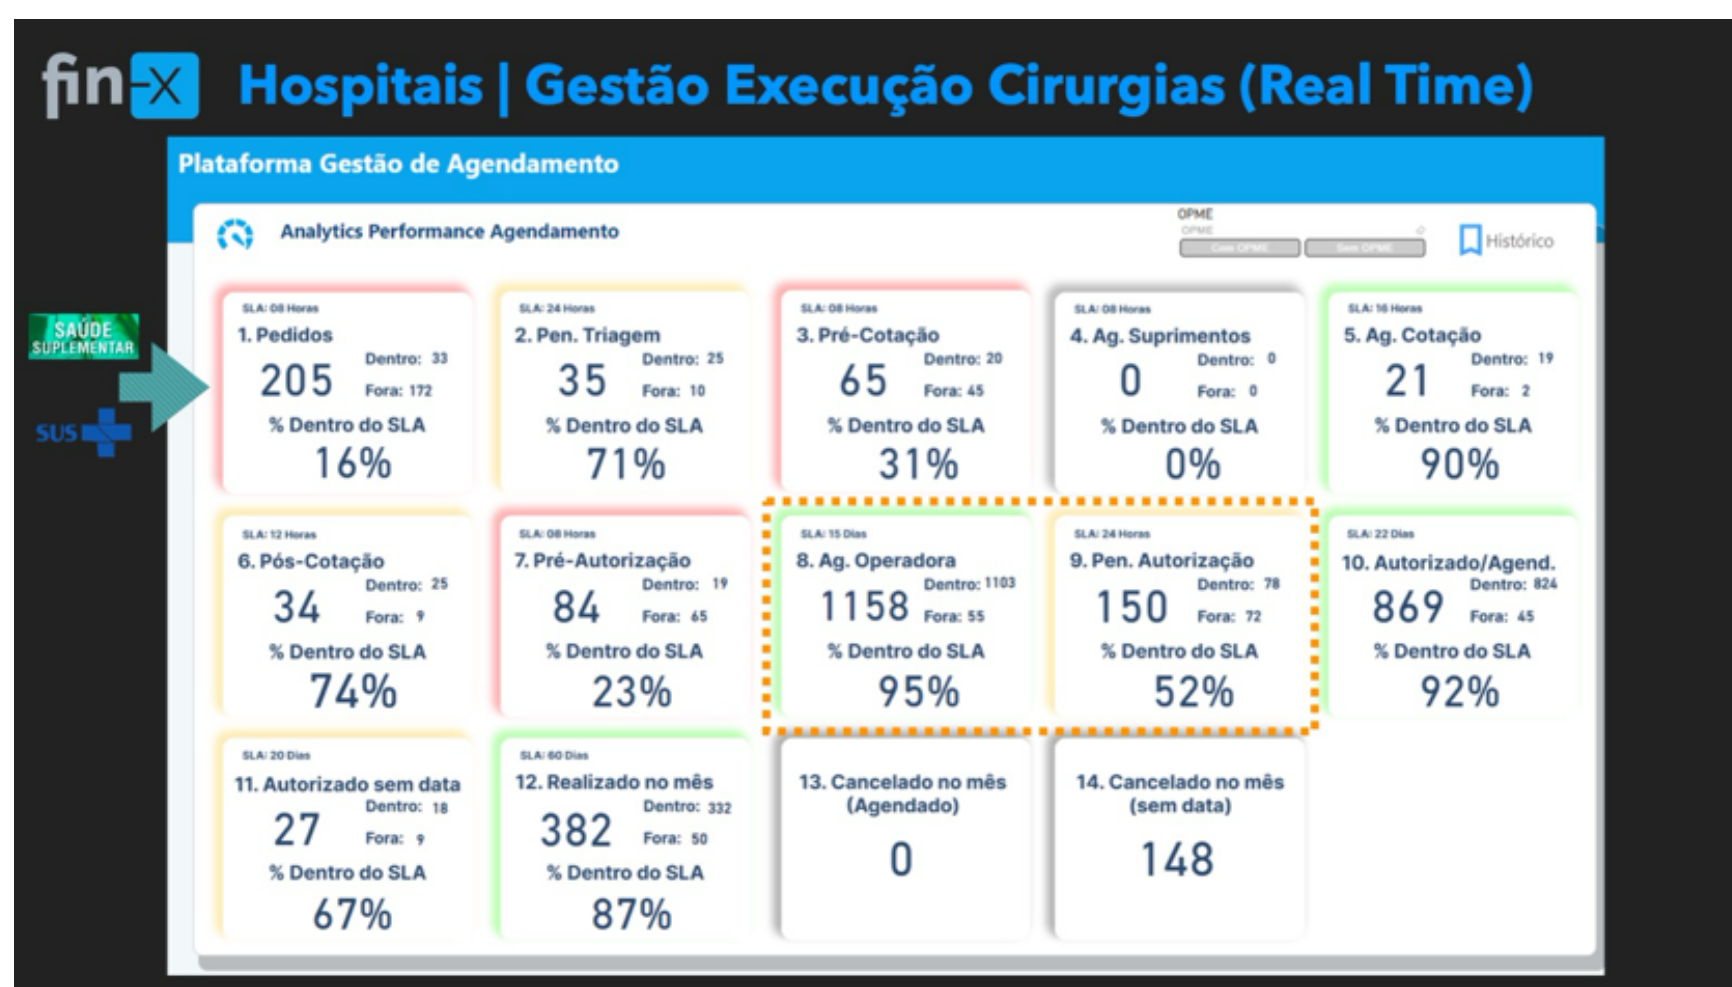 fin-x Hospitais | Gestão Execução Cirurgias (Real Time)
Plataforma Gestão de Agendamento
Analytics Performance Agendamento
OPME
OPME
Com OPME
Sem OPME
Histórico
SAÚDE
SUPLEMENTAR
SUS
SLA: 08 Horas
1. Pedidos
205
Dentro: 33
Fora: 172
% Dentro do SLA
16%
SLA: 24 Horas
2. Pen. Triagem
35
Dentro: 25
Fora: 10
% Dentro do SLA
71%
SLA: 08 Horas
3. Pré-Cotação
65
Dentro: 20
Fora: 45
% Dentro do SLA
31%
SLA: 08 Horas
4. Ag. Suprimentos
0
Dentro: 0
Fora: 0
% Dentro do SLA
0%
SLA: 16 Horas
5. Ag. Cotação
21
Dentro: 19
Fora: 2
% Dentro do SLA
90%
SLA: 12 Horas
6. Pós-Cotação
34
Dentro: 25
Fora: 9
% Dentro do SLA
74%
SLA: 08 Horas
7. Pré-Autorização
84
Dentro: 19
Fora: 65
% Dentro do SLA
23%
SLA: 15 Dias
8. Ag. Operadora
1158
Dentro: 1103
Fora: 55
% Dentro do SLA
95%
SLA: 24 Horas
9. Pen. Autorização
150
Dentro: 78
Fora: 72
% Dentro do SLA
52%
SLA: 22 Dias
10. Autorizado/Agend.
869
Dentro: 824
Fora: 45
% Dentro do SLA
92%
SLA: 20 Dias
11. Autorizado sem data
27
Dentro: 18
Fora: 9
% Dentro do SLA
67%
SLA: 60 Dias
12. Realizado no mês
382
Dentro: 332
Fora: 50
% Dentro do SLA
87%
13. Cancelado no mês
(Agendado)
0
14. Cancelado no mês
(sem data)
148